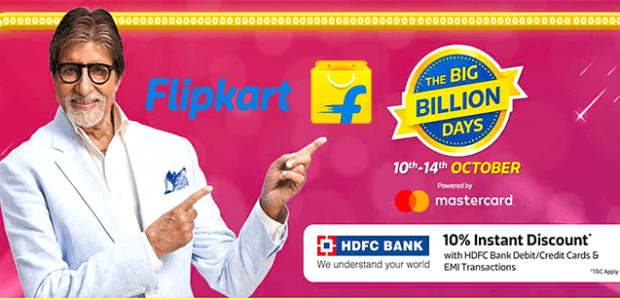 Flipkart
f
THE BIG
BILLION
DAYS
10th-14th OCTOBER
Powered by
mastercard.
HDFC BANK
We understand your world
10% Instant Discount*
with HDFC Bank Debit/Credit Cards &
EMI Transactions
*T&C Apply